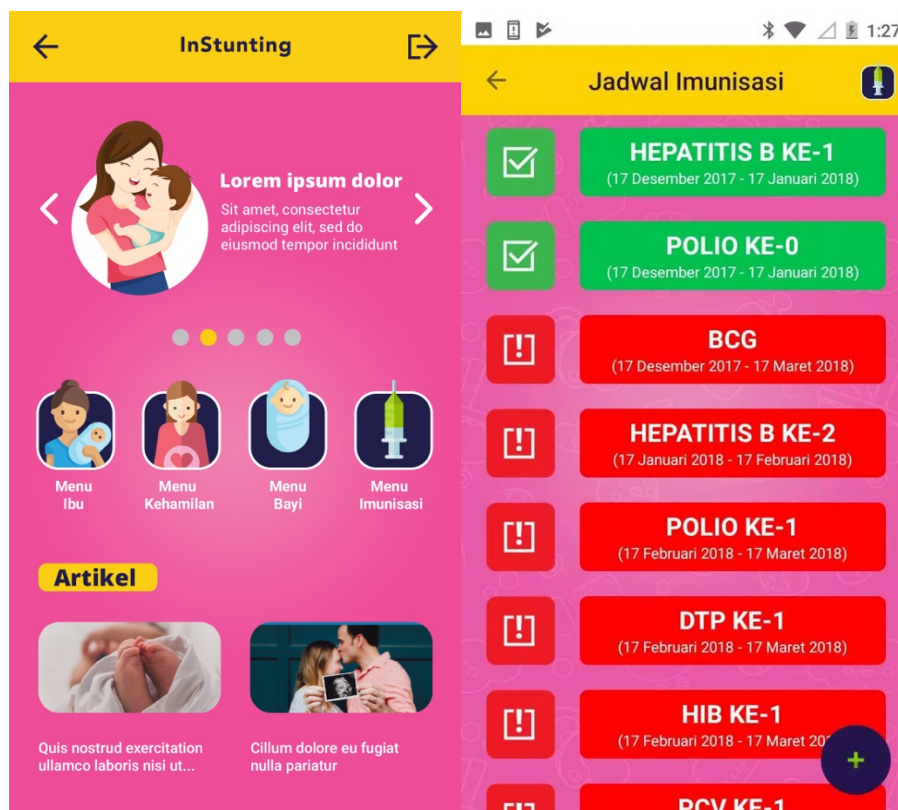 InStunting
Lorem ipsum dolor
Sit amet, consectetur
adipiscing elit, sed do
eiusmod tempor incididunt
Menu
Ibu
Menu
Kehamilan
Menu
Bayi
Menu
Imunisasi
Artikel
Quis nostrud exercitation
ullamco laboris nisi ut...
Cillum dolore eu fugiat
nulla pariatur
1:27
Jadwal Imunisasi
HEPATITIS B KE-1
(17 Desember 2017 - 17 Januari 2018)
POLIO KE-0
(17 Desember 2017 - 17 Januari 2018)
BCG
(17 Desember 2017 - 17 Maret 2018)
HEPATITIS B KE-2
(17 Januari 2018 - 17 Februari 2018)
POLIO KE-1
(17 Februari 2018 - 17 Maret 2018)
DTP KE-1
(17 Februari 2018 - 17 Maret 2018)
HIB KE-1
(17 Februari 2018 - 17 Maret 20
PCV KE-1